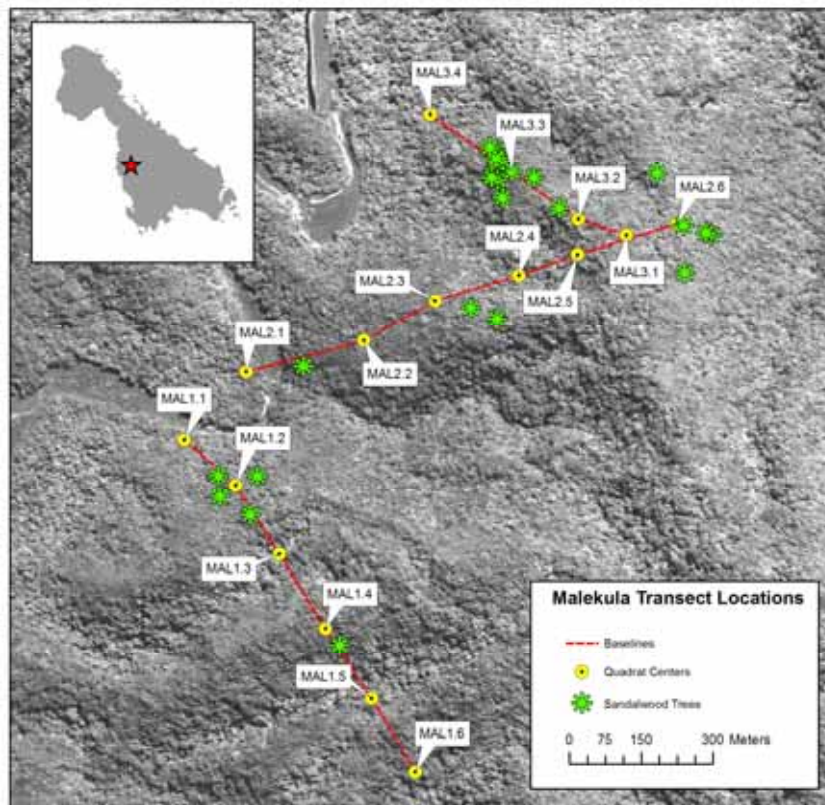 MAL3.4
MAL3.3
MAL3.2
MAL2.6
MAL2.4
MAL2.3
MAL2.5
MAL3.1
MAL2.1
MAL2.2
MAL1.1
MAL1.2
MAL1.3
MAL1.4
MAL1.5
MAL1.6
Malekula Transect Locations
Baselines
Quadrat Centers
Sandalwood Trees
0 75 150 300 Meters